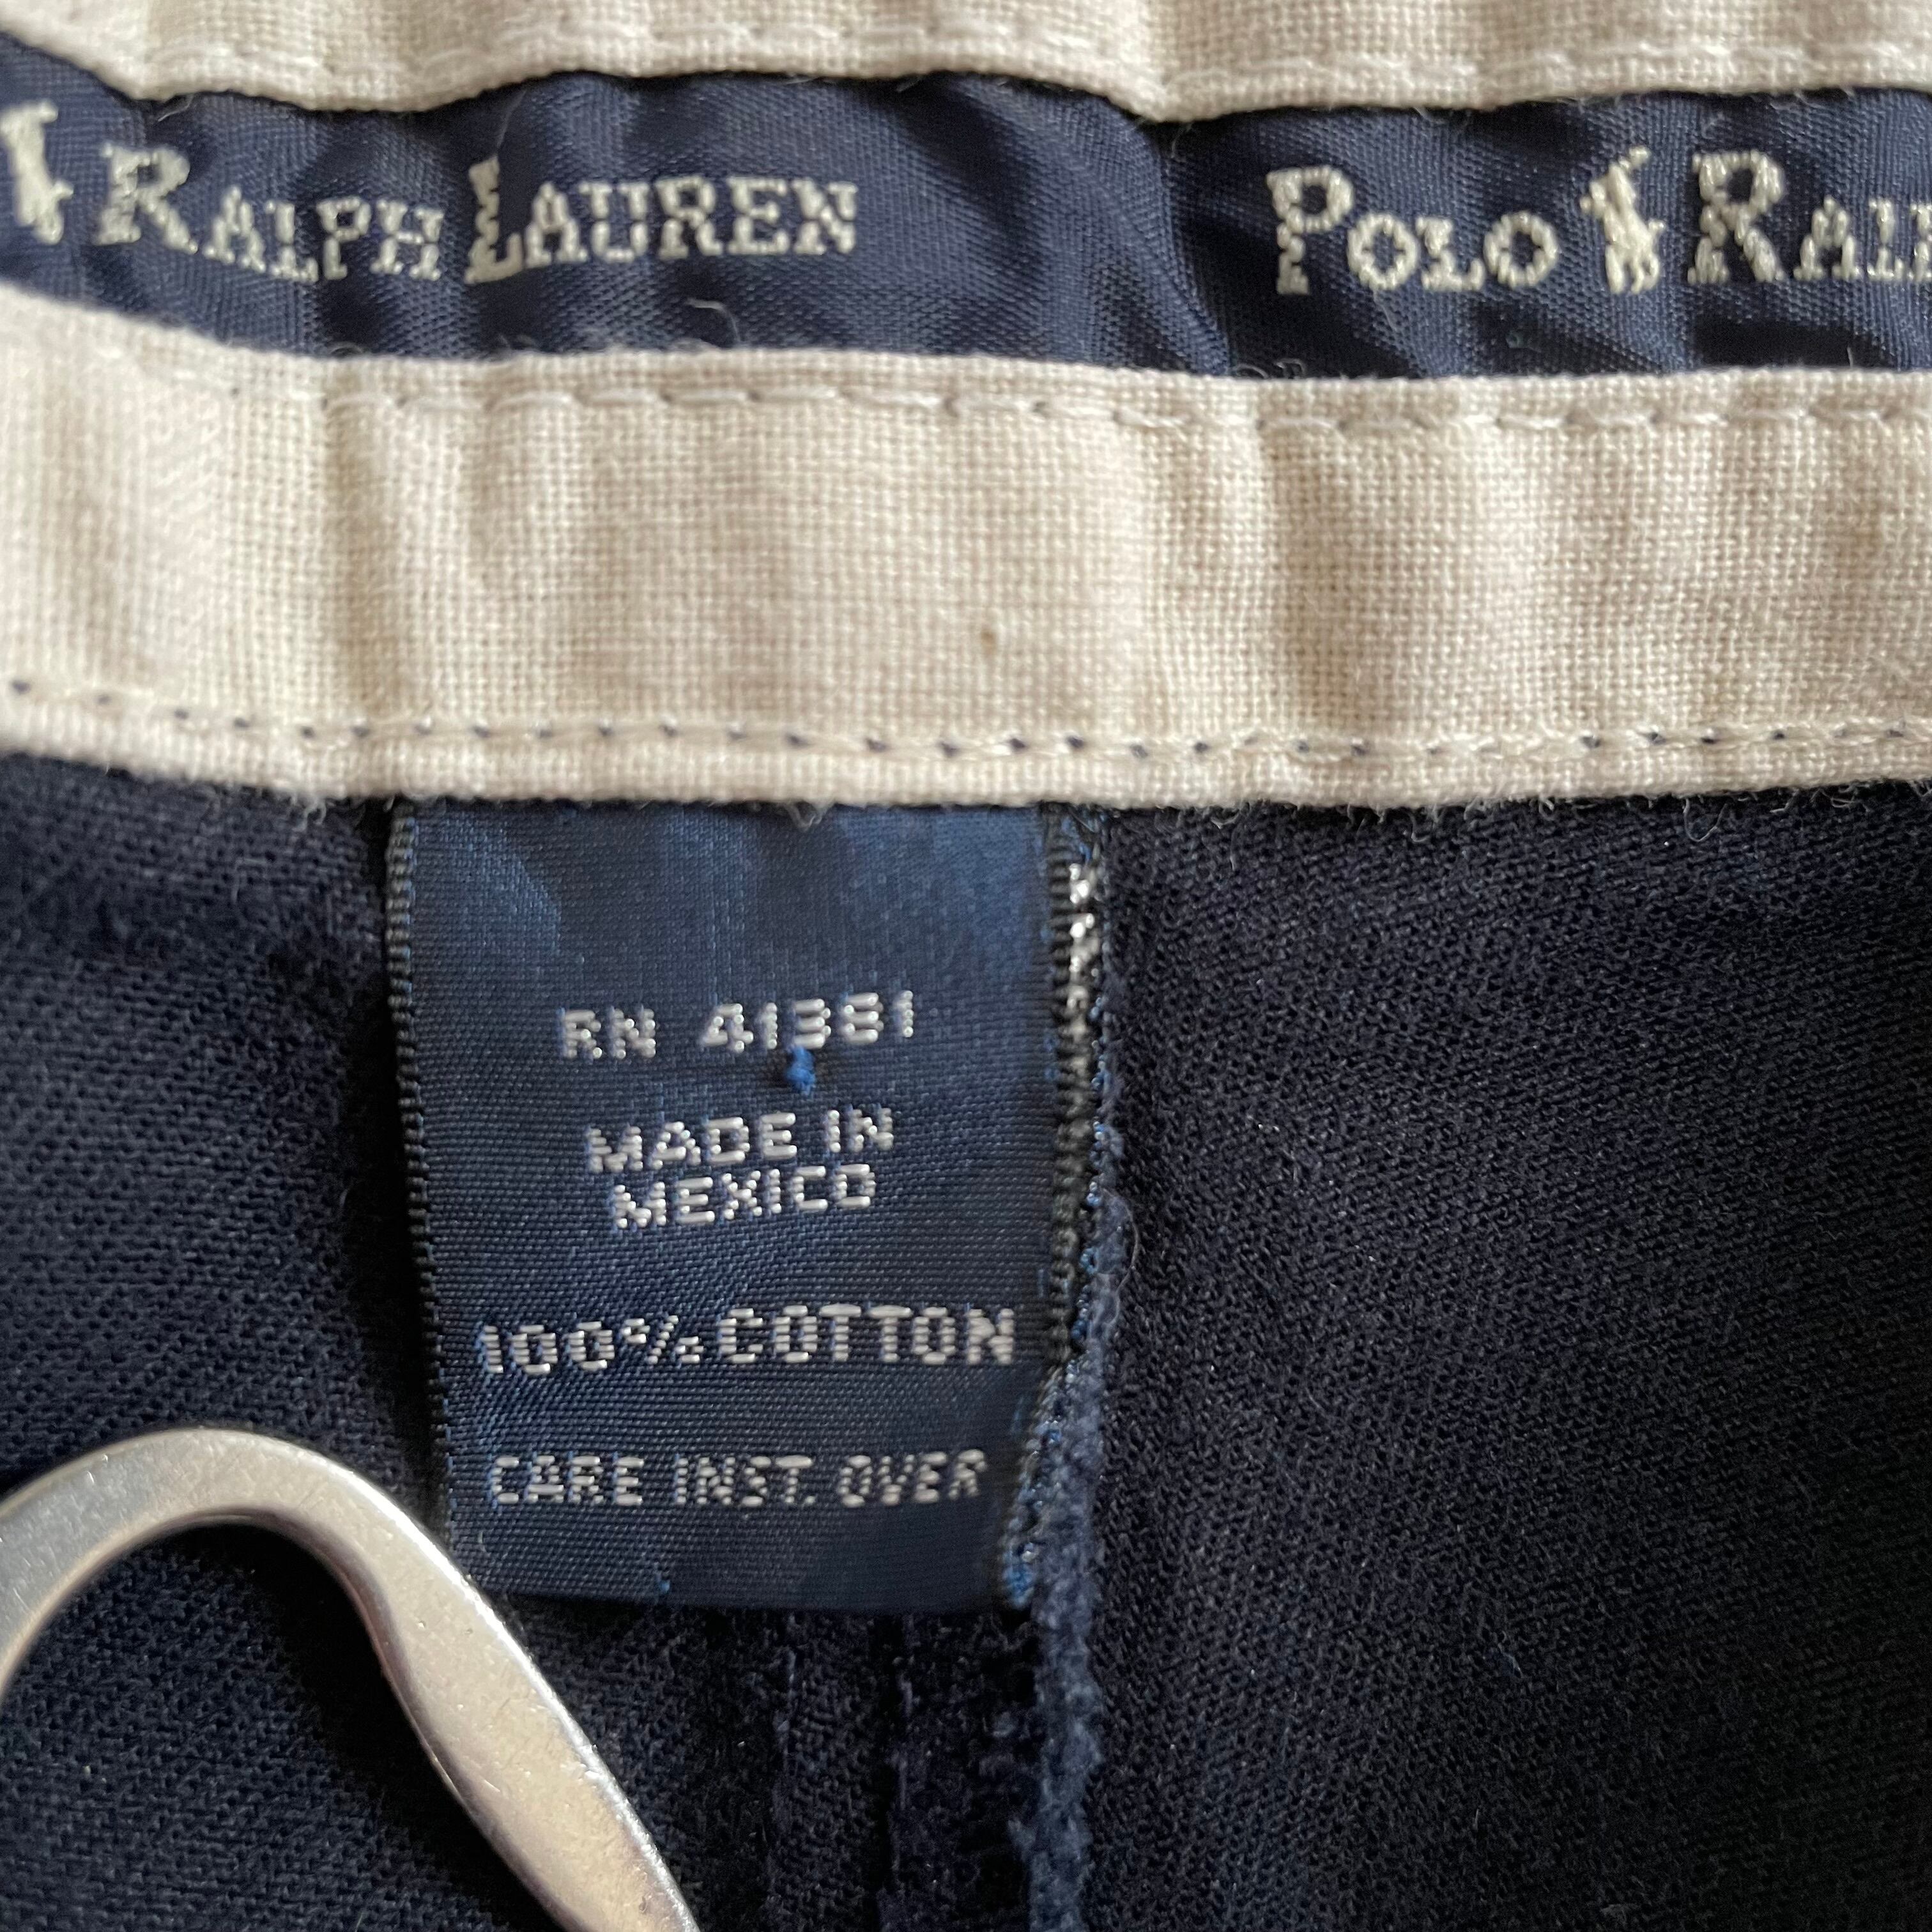 RALPH LAUREN
POLO RAL
RN 41381
MADE IN
MEXICO
100% COTTON
CARE INST. OVER